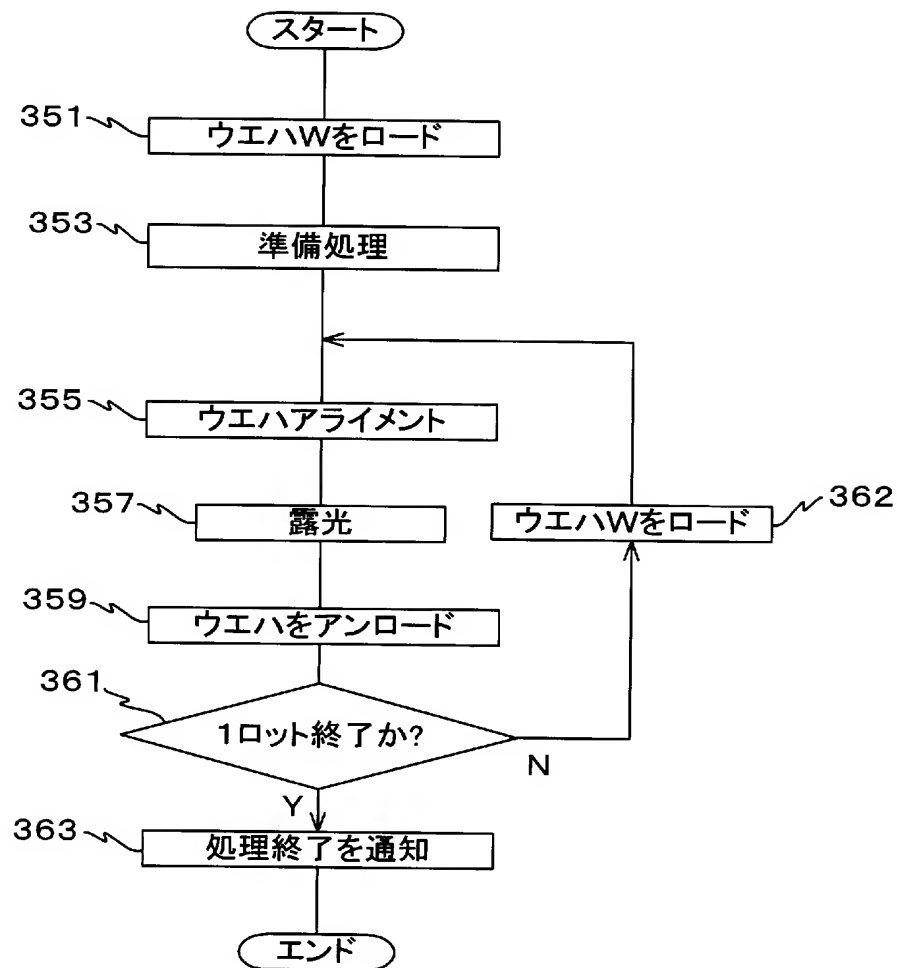 スタート
351
ウエハWをロード
353
準備処理
355
ウエハアライメント
357
露光
ウエハWをロード
362
359
ウエハをアンロード
361
1ロット終了か?
N
Y
363
処理終了を通知
エンド